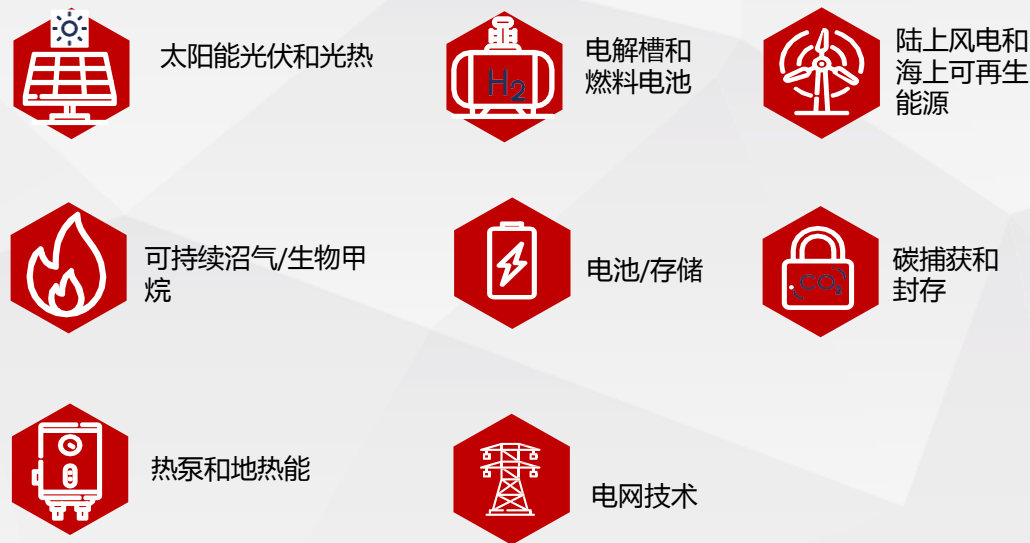 太阳能光伏和光热
H2
电解槽和
燃料电池
陆上风电和
海上可再生
能源
可持续沼气/生物甲
烷
电池/存储
CO2
碳捕获和
封存
热泵和地热能
电网技术